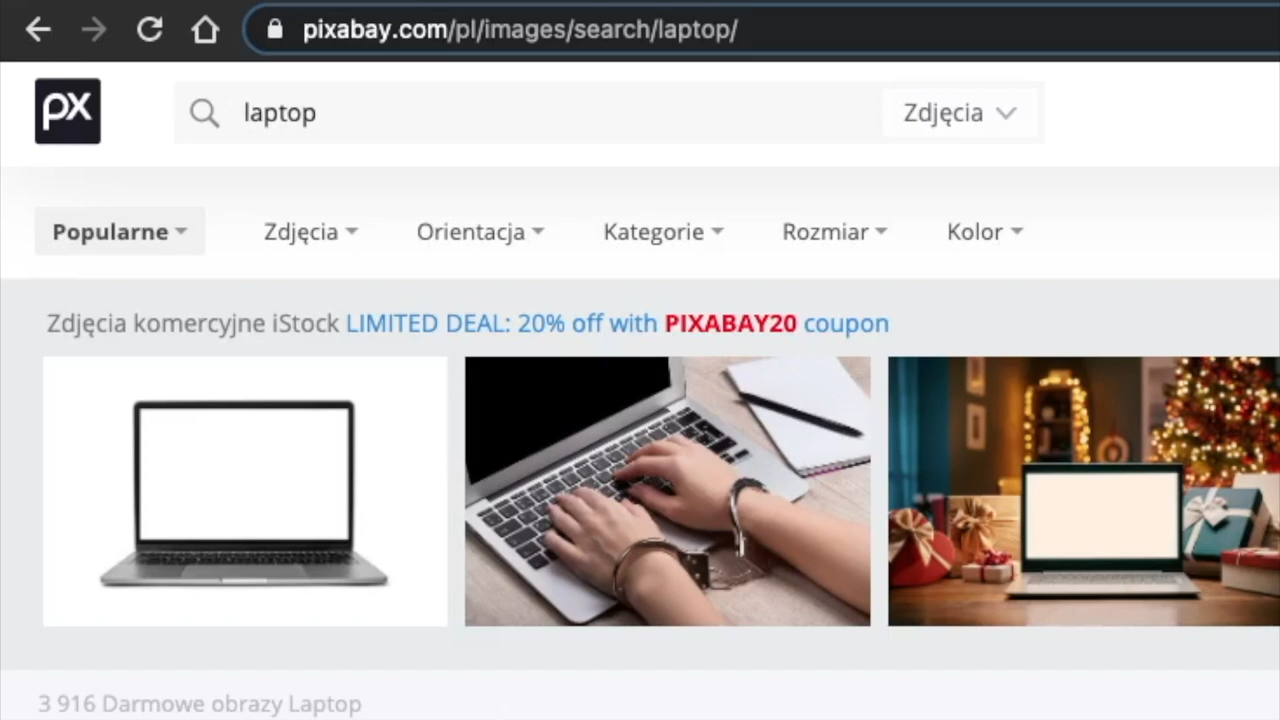 pixabay.com/pl/images/search/laptop/
px
laptop
Zdjęcia
Popularne Zdjęcia Orientacja Kategorie Rozmiar Kolor
Zdjęcia komercyjne iStock LIMITED DEAL: 20% off with PIXABAY20 coupon
3 916 Darmowe obrazy Laptop